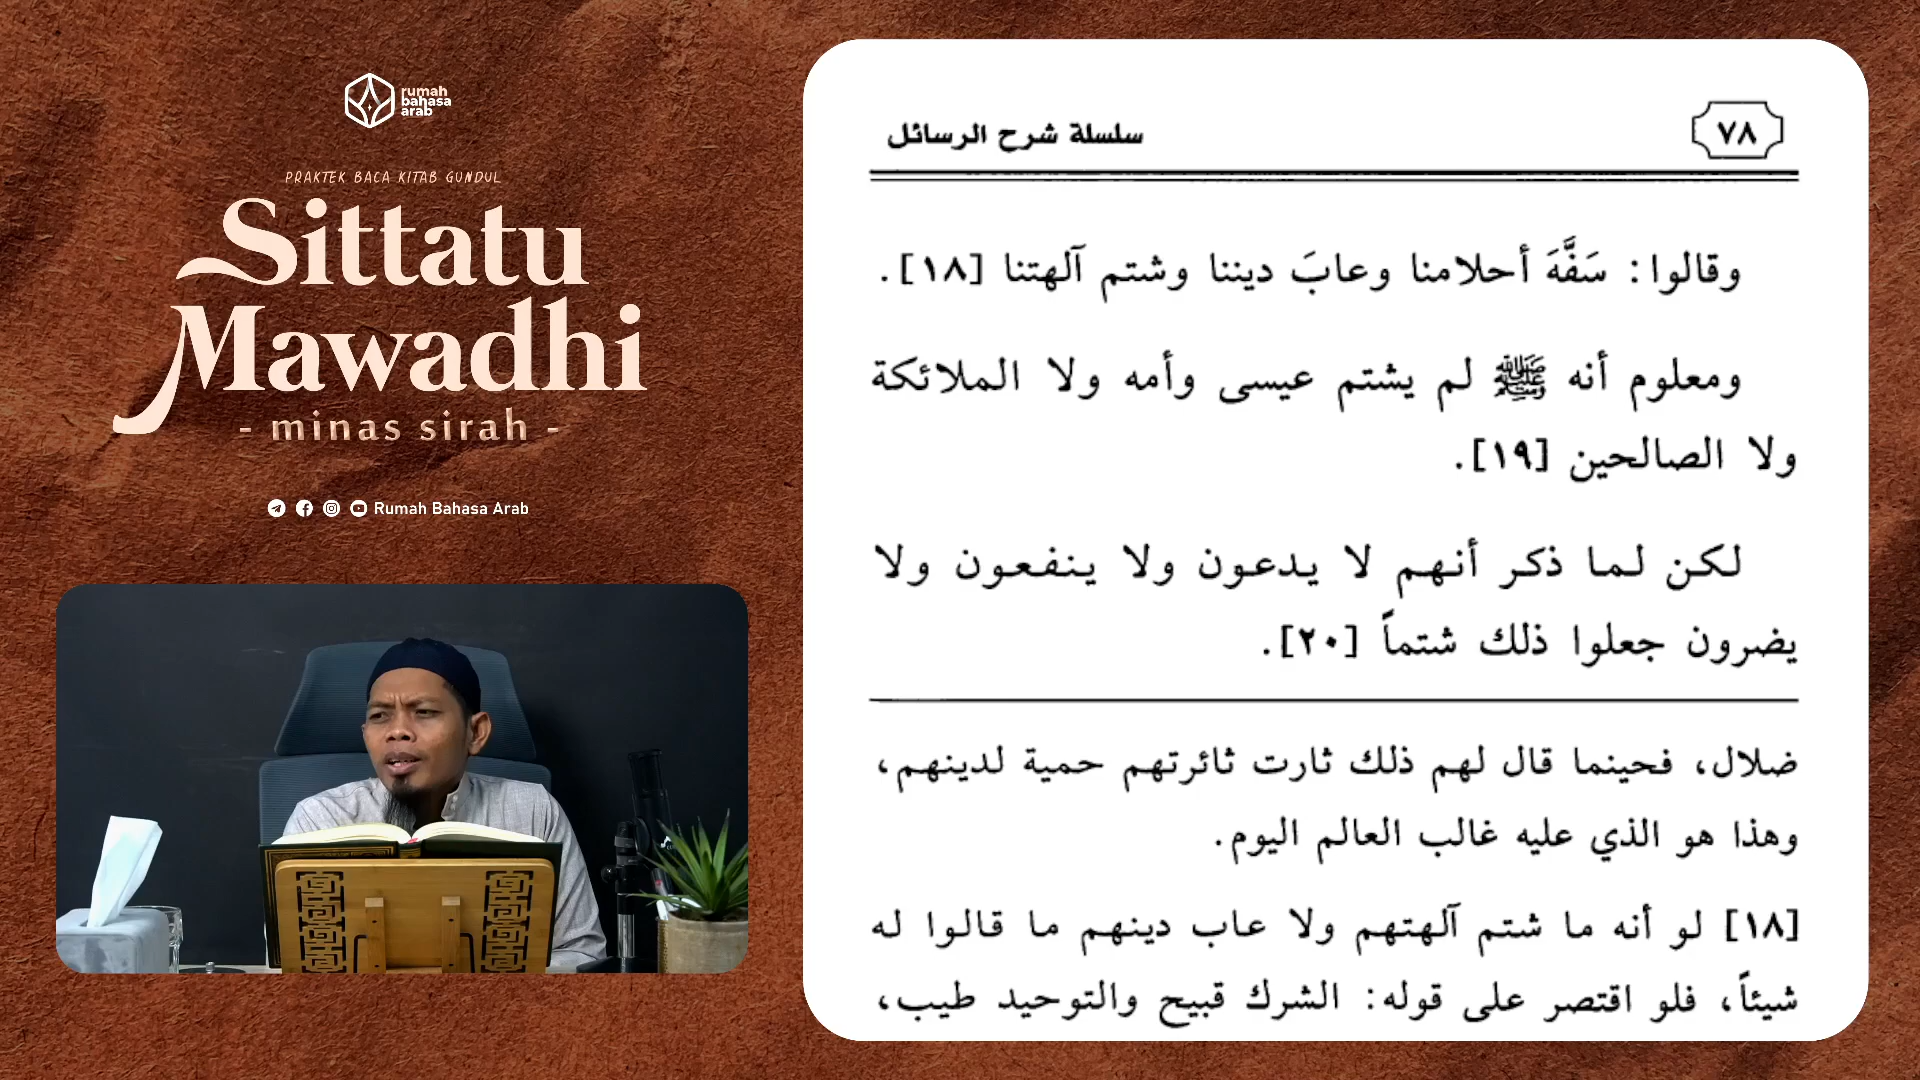 rumah
bahasa
arab
PRAKTEK BACA KITAB GUNDUL
Sittatu
Mawadhi
- minas sirah -
Rumah Bahasa Arab
٧٨
سلسلة شرح الرسائل
وقالوا: سَفَّهَ أحلامنا وعابَ ديننا وشتم آلهتنا [١٨].
ومعلوم أنه ﷺ لم يشتم عيسى وأمه ولا الملائكة
ولا الصالحين [١٩].
لكن لما ذكر أنهم لا يدعون ولا ينفعون ولا
يضرون جعلوا ذلك شتماً [٢٠].
ضلال، فحينما قال لهم ذلك ثارت ثائرتهم حمية لدينهم،
وهذا هو الذي عليه غالب العالم اليوم.
[١٨] لو أنه ما شتم آلهتهم ولا عاب دينهم ما قالوا له
شيئاً، فلو اقتصر على قوله: الشرك قبيح والتوحيد طيب،